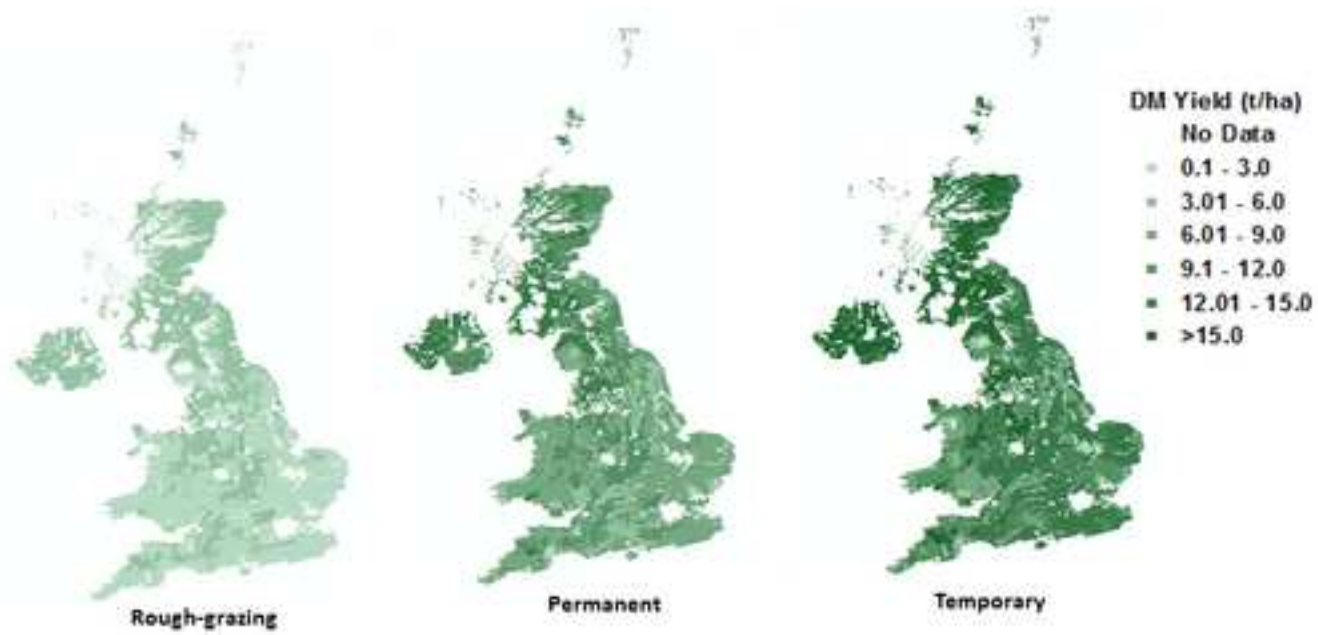 DM Yield (t/ha)
No Data
0.1 - 3.0
3.01 - 6.0
6.01 - 9.0
9.1 - 12.0
12.01 - 15.0
>15.0
Rough-grazing
Permanent
Temporary